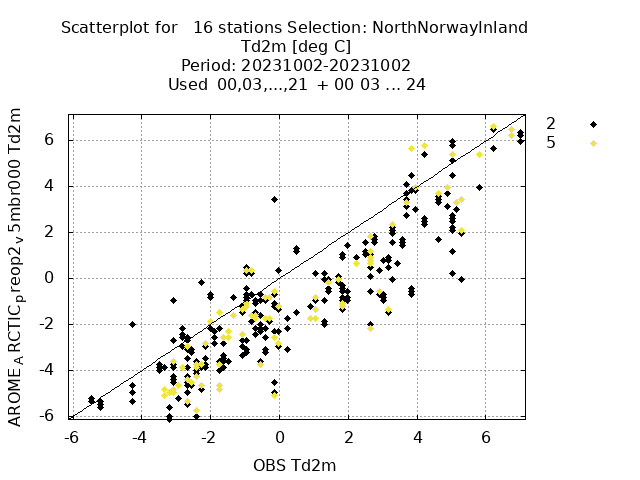 Scatterplot for   16 stations Selection: NorthNorwayInland
Td2m [deg C]
Period: 20231002-20231002
Used  00,03,...,21  + 00 03 ... 24
AROME_ARCTIC_preop2_v5mbr000 Td2m
6
4
2
0
-2
-4
-6
-6 -4 -2 0 2 4 6
OBS Td2m
2
5